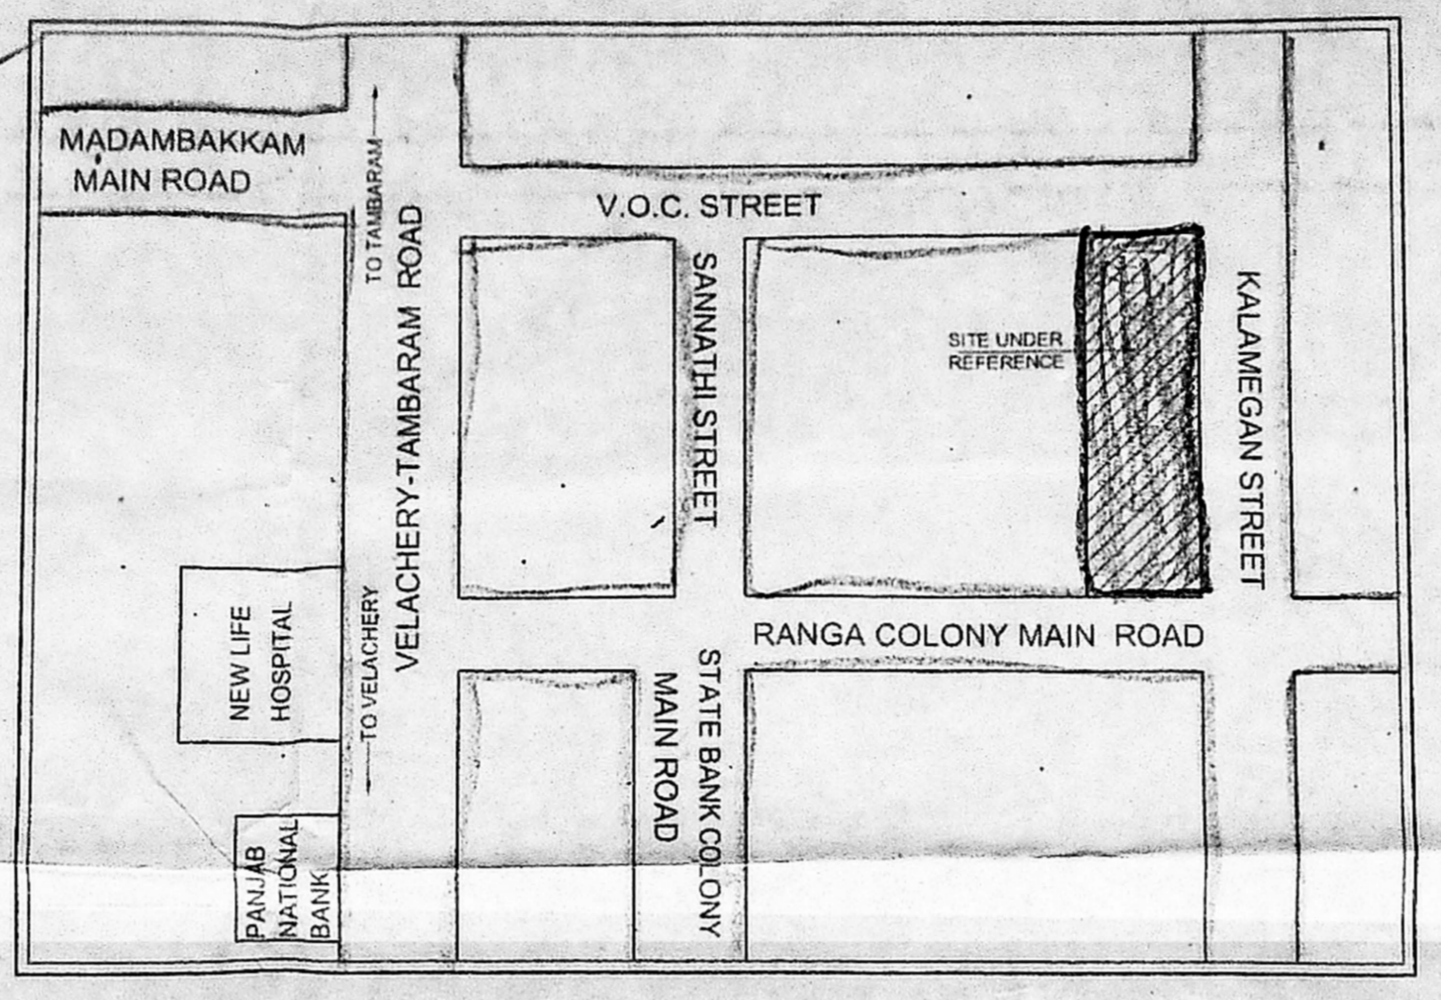 MADAMBAKKAM
MAIN ROAD
TO TAMBARAM
VELACHERY-TAMBARAM ROAD
TO VELACHERY
V.O.C. STREET
SANNATHI STREET
SITE UNDER
REFERENCE
KALAMEGAN STREET
RANGA COLONY MAIN ROAD
STATE BANK COLONY
MAIN ROAD
NEW LIFE
HOSPITAL
PANJAB
NATIONAL
BANK